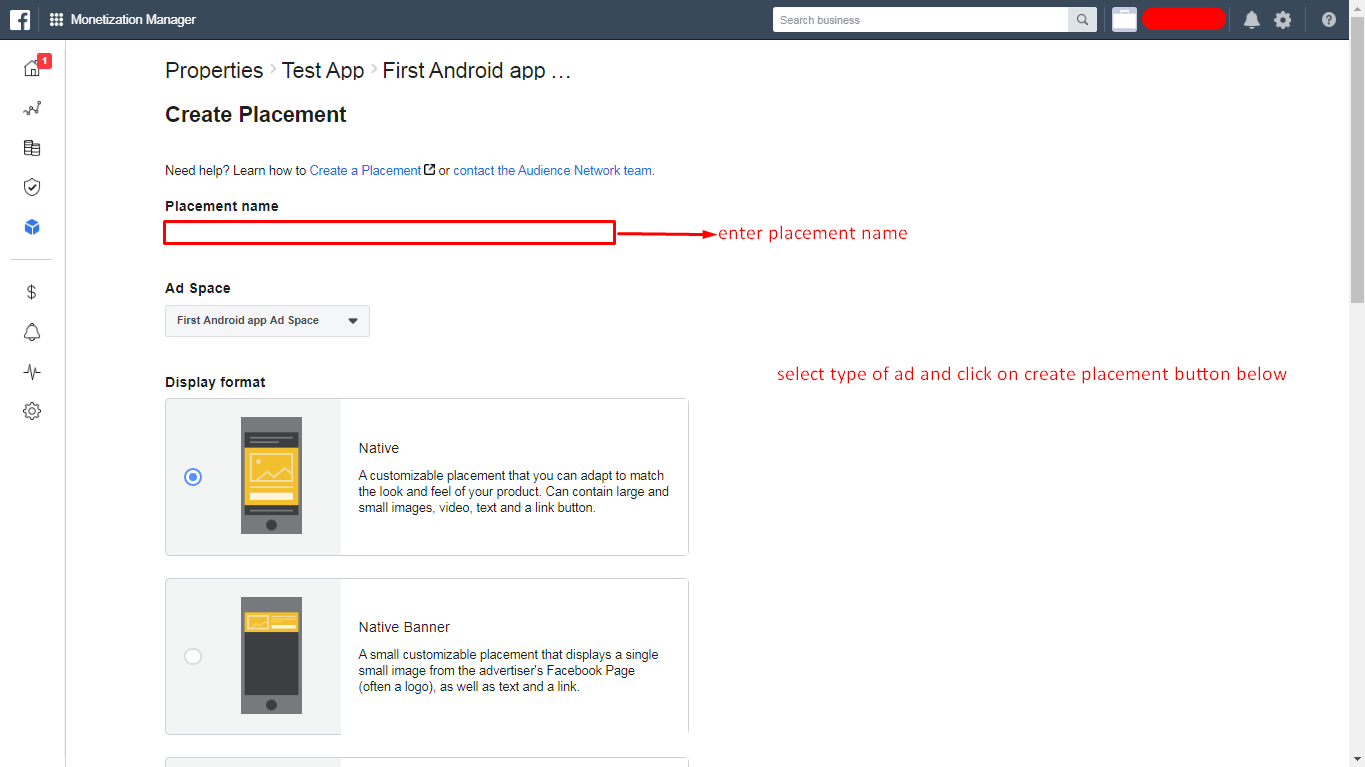 Monetization Manager
Search business
1
Properties > Test App > First Android app ...
Create Placement
Need help? Learn how to Create a Placement or contact the Audience Network team.
Placement name
enter placement name
Ad Space
First Android app Ad Space
select type of ad and click on create placement button below
Display format
Native
A customizable placement that you can adapt to match
the look and feel of your product. Can contain large and
small images, video, text and a link button.
Native Banner
A small customizable placement that displays a single
small image from the advertiser's Facebook Page
(often a logo), as well as text and a link.